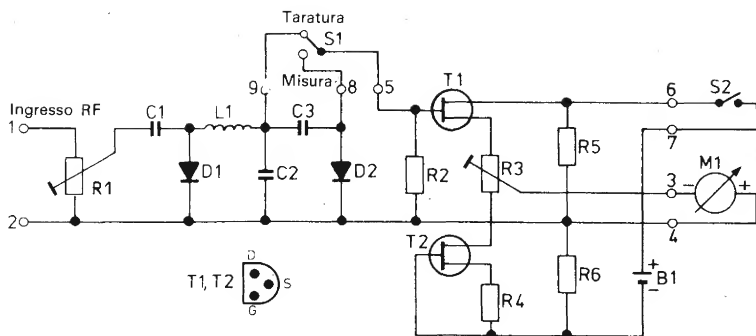 Taratura
S1
Misura
9
8
5
Ingresso RF
1
C1
L1
C3
T1
6
S2
7
R1
D1
C2
D2
R2
R3
R5
3
M1
- +
2
4
T2
R4
R6
+
B1
-
T1, T2
D
S
G